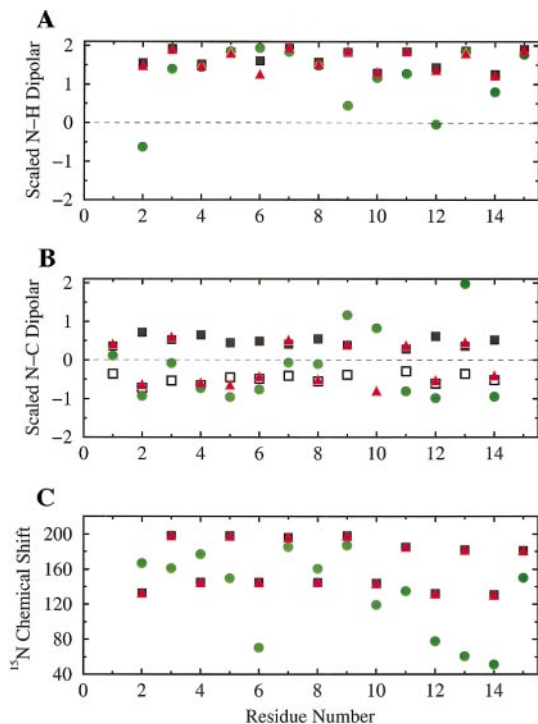 A
Scaled N–H Dipolar
2
1
0
−1
−2
0 2 4 6 8 10 12 14
B
Scaled N–C Dipolar
2
1
0
−1
−2
0 2 4 6 8 10 12 14
C
¹⁵N Chemical Shift
200
160
120
80
40
0 2 4 6 8 10 12 14
Residue Number